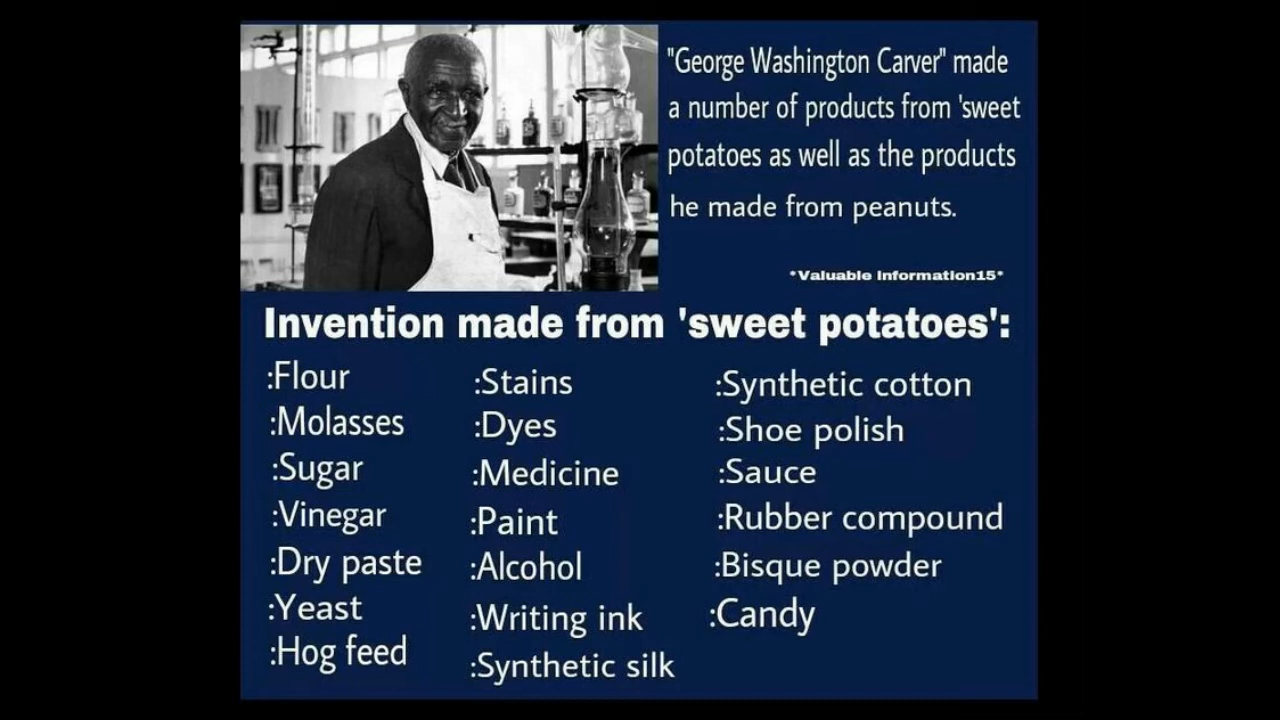 "George Washington Carver" made
a number of products from 'sweet
potatoes as well as the products
he made from peanuts.
*Valuable Information15*
Invention made from 'sweet potatoes':
:Flour
:Molasses
:Sugar
:Vinegar
:Dry paste
:Yeast
:Hog feed
:Stains
:Dyes
:Medicine
:Paint
:Alcohol
:Writing ink
:Synthetic silk
:Synthetic cotton
:Shoe polish
:Sauce
:Rubber compound
:Bisque powder
:Candy